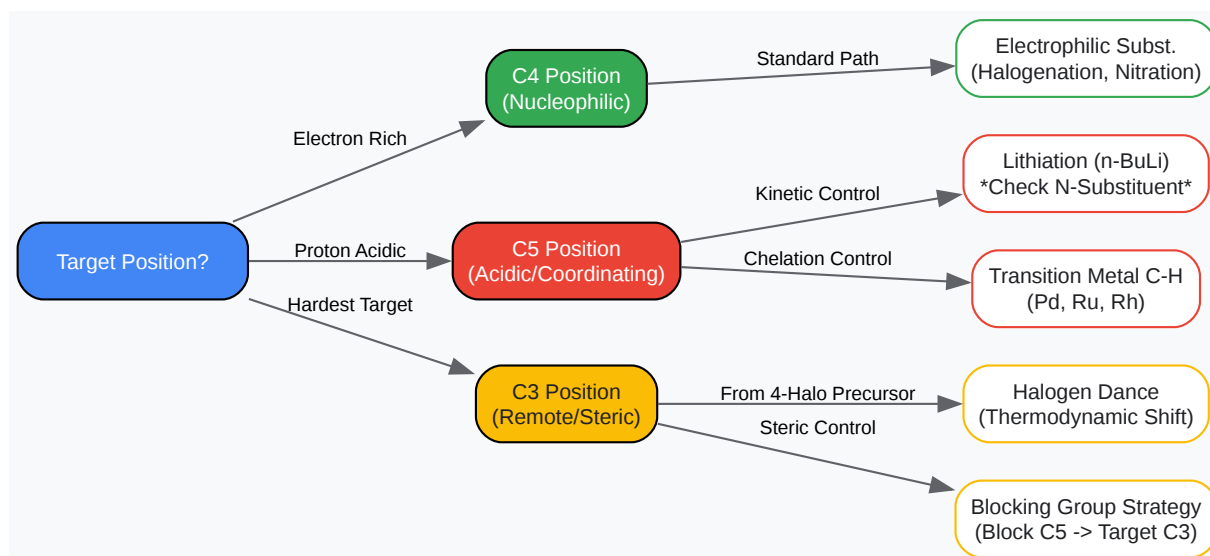 Target Position?
Electron Rich
Proton Acidic
Hardest Target
C4 Position
(Nucleophilic)
C5 Position
(Acidic/Coordinating)
C3 Position
(Remote/Steric)
Standard Path
Kinetic Control
Chelation Control
From 4-Halo Precursor
Steric Control
Electrophilic Subst.
(Halogenation, Nitration)
Lithiation (n-BuLi)
*Check N-Substituent*
Transition Metal C-H
(Pd, Ru, Rh)
Halogen Dance
(Thermodynamic Shift)
Blocking Group Strategy
(Block C5 -> Target C3)